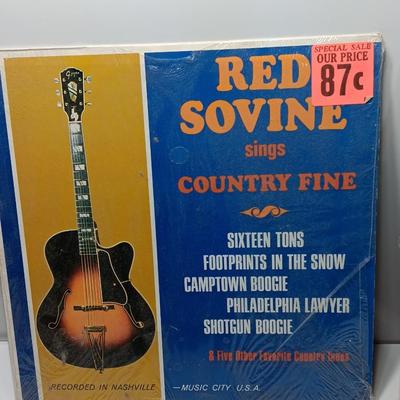 SPECIAL SALE
OUR PRICE
87c
RED
SOVINE
sings
COUNTRY FINE
SIXTEEN TONS
FOOTPRINTS IN THE SNOW
CAMPTOWN BOOGIE
PHILADELPHIA LAWYER
SHOTGUN BOOGIE
& Five Other Favorite Country Tunes
RECORDED IN NASHVILLE — MUSIC CITY U.S.A.